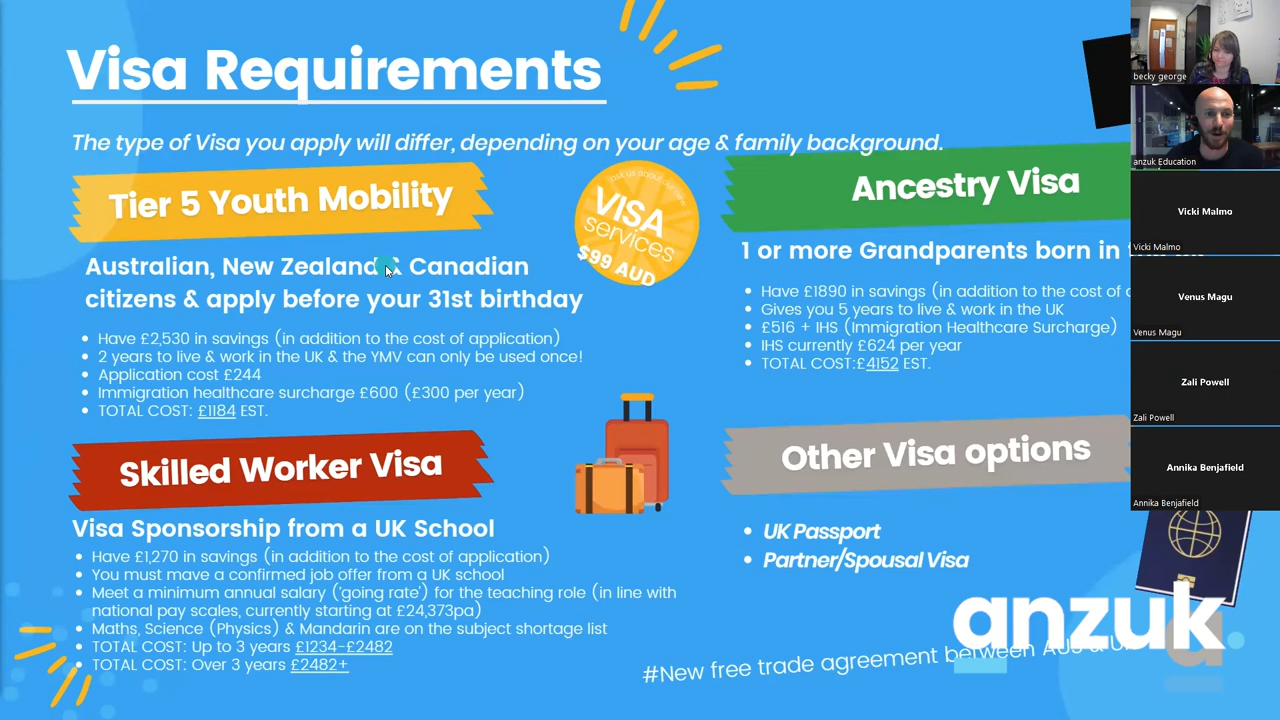 Visa Requirements
The type of Visa you apply will differ, depending on your age & family background.
Tier 5 Youth Mobility
Australian, New Zealand & Canadian
citizens & apply before your 31st birthday
Have £2,530 in savings (in addition to the cost of application)
2 years to live & work in the UK & the YMV can only be used once!
Application cost £244
Immigration healthcare surcharge £600 (£300 per year)
TOTAL COST: £1184 EST.
ask us about our new
VISA
services
$99 AUD
Ancestry Visa
1 or more Grandparents born in
Have £1890 in savings (in addition to the cost of
Gives you 5 years to live & work in the UK
£516 + IHS (Immigration Healthcare Surcharge)
IHS currently £624 per year
TOTAL COST:£4152 EST.
Skilled Worker Visa
Visa Sponsorship from a UK School
Have £1,270 in savings (in addition to the cost of application)
You must mave a confirmed job offer from a UK school
Meet a minimum annual salary ('going rate') for the teaching role (in line with
national pay scales, currently starting at £24,373pa)
Maths, Science (Physics) & Mandarin are on the subject shortage list
TOTAL COST: Up to 3 years £1234-£2482
TOTAL COST: Over 3 years £2482+
Other Visa options
UK Passport
Partner/Spousal Visa
#New free trade agreement between AUS &
anzuk
becky george
anzuk Education
Vicki Malmo
Vicki Malmo
Venus Magu
Venus Magu
Zali Powell
Zali Powell
Annika Benjafield
Annika Benjafield